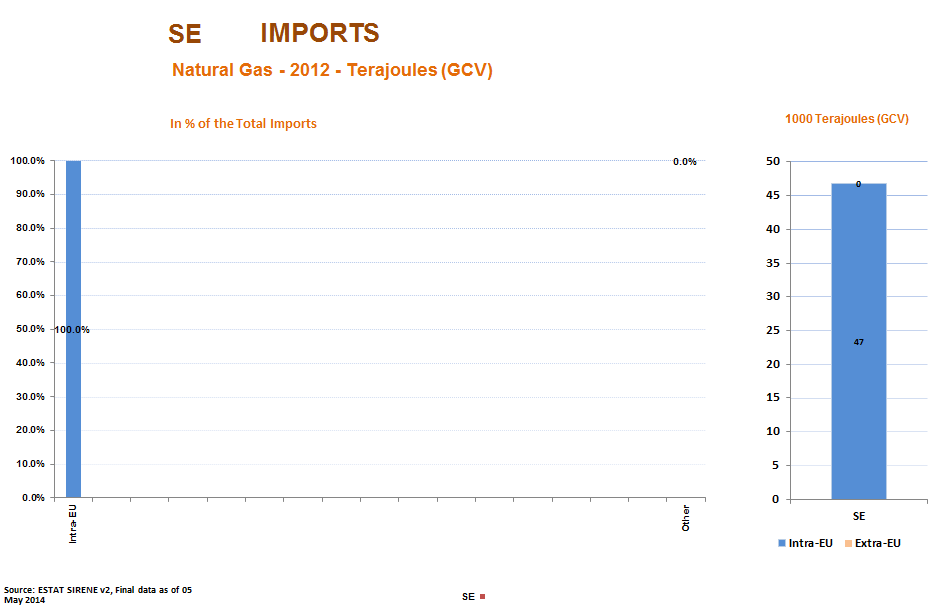 SE IMPORTS
Natural Gas - 2012 - Terajoules (GCV)
In % of the Total Imports
1000 Terajoules (GCV)
100.0%
90.0%
80.0%
70.0%
60.0%
50.0%
40.0%
30.0%
20.0%
10.0%
0.0%
100.0%
0.0%
Intra-EU
Other
50
45
40
35
30
25
20
15
10
5
0
0
47
SE
Intra-EU Extra-EU
Source: ESTAT SIRENE v2, Final data as of 05
May 2014
SE